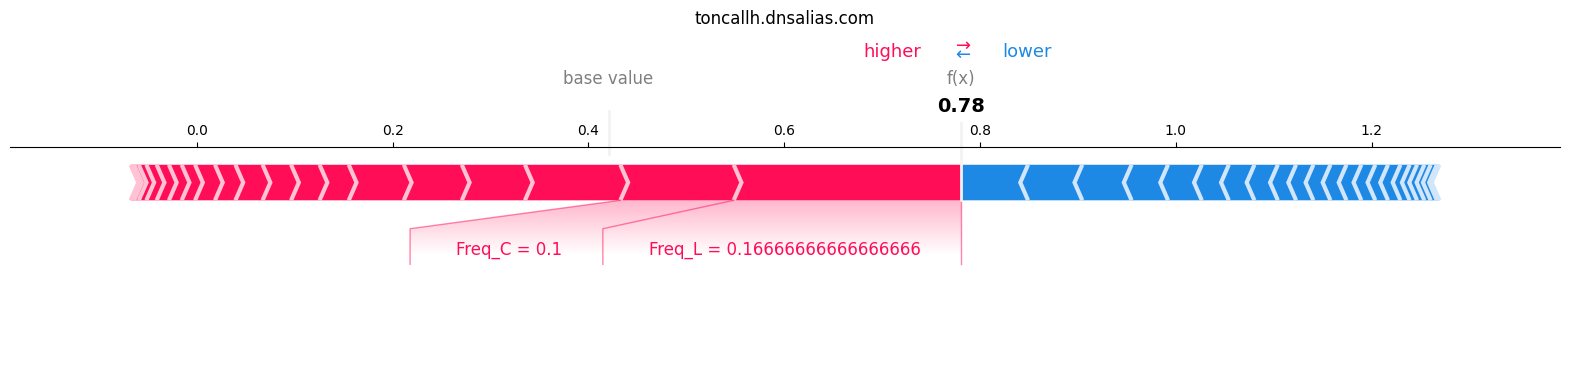 toncallh.dnsalias.com
higher → ← lower
base value f(x)
0.78
0.0 0.2 0.4 0.6 0.8 1.0 1.2
Freq_C = 0.1 Freq_L = 0.16666666666666666